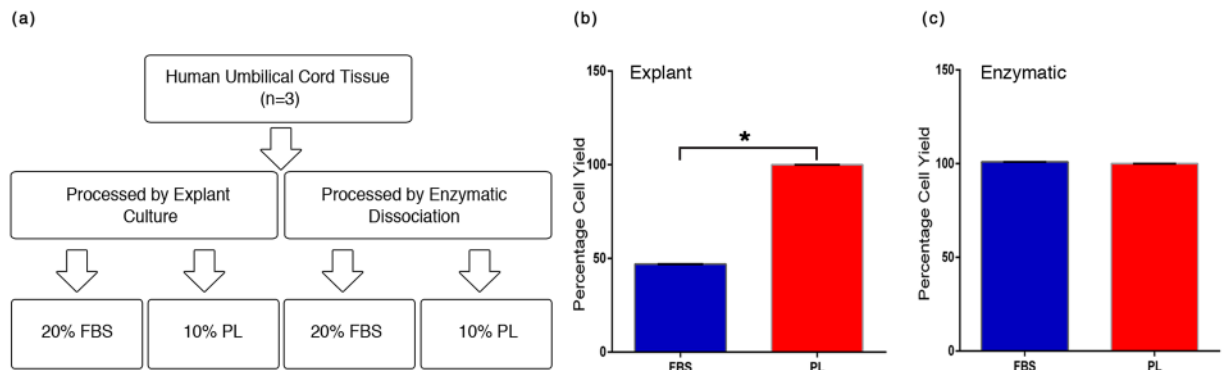 (a)
Human Umbilical Cord Tissue
(n=3)
Processed by Explant
Culture
Processed by Enzymatic
Dissociation
20% FBS
10% PL
20% FBS
10% PL
(b)
Explant
Percentage Cell Yield
150
100
50
0
*
FBS
PL
(c)
Enzymatic
Percentage Cell Yield
150
100
50
0
FBS
PL